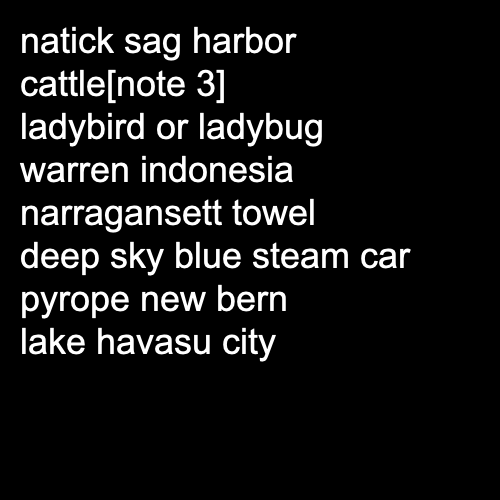 natick sag harbor
cattle[note 3]
ladybird or ladybug
warren indonesia
narragansett towel
deep sky blue steam car
pyrope new bern
lake havasu city